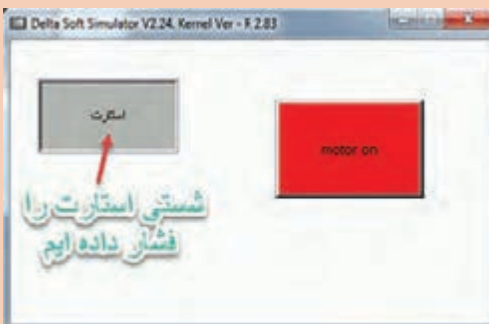 Delta Soft Simulator V2.24, Kernel Ver - R 2.83
استارت
motor on
شستی استارت را
فشار داده ایم